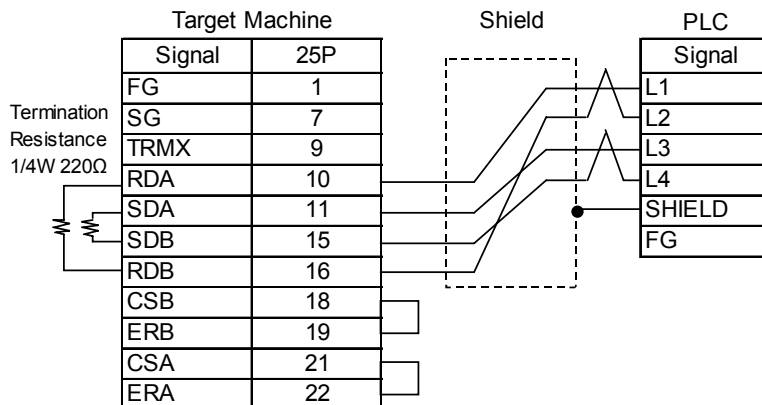 Target Machine Shield PLC
Signal 25P Signal
FG 1 L1
SG 7 L2
TRMX 9 L3
RDA 10 L4
SDA 11 SHIELD
SDB 15 FG
RDB 16
CSB 18
ERB 19
CSA 21
ERA 22
Termination
Resistance
1/4W 220Ω